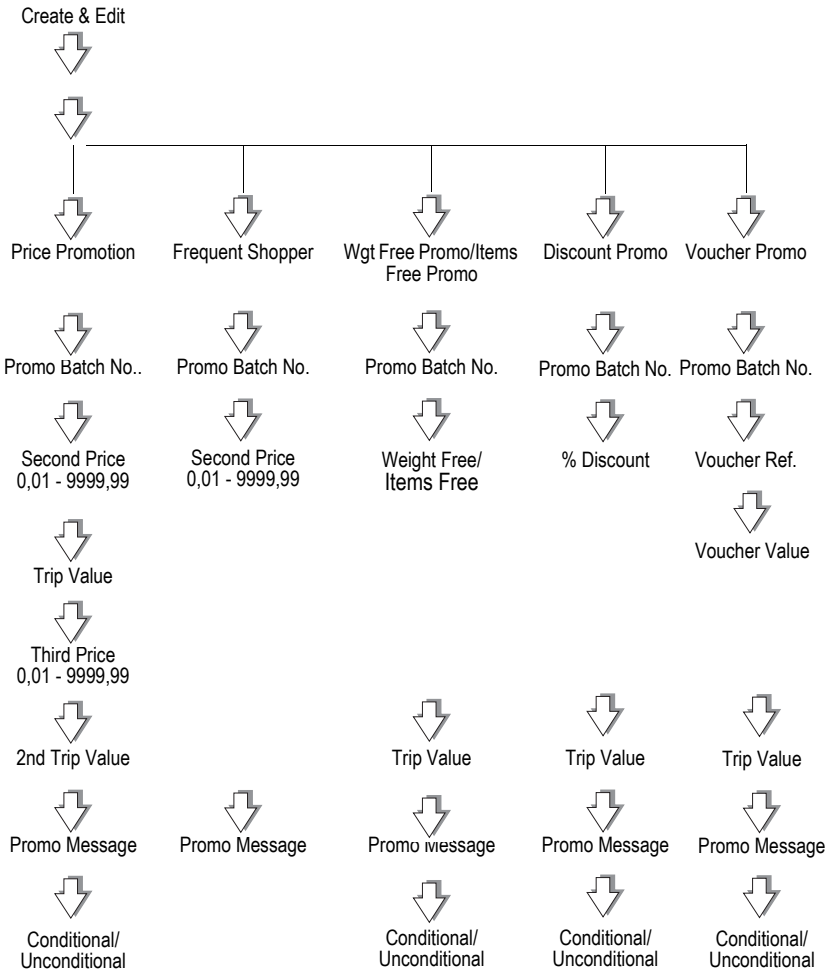 Create & Edit
Price Promotion
Frequent Shopper
Wgt Free Promo/Items
Free Promo
Discount Promo
Voucher Promo
Promo Batch No..
Promo Batch No.
Promo Batch No.
Promo Batch No.
Promo Batch No.
Second Price
0,01 - 9999,99
Second Price
0,01 - 9999,99
Weight Free/
Items Free
% Discount
Voucher Ref.
Voucher Value
Trip Value
Third Price
0,01 - 9999,99
2nd Trip Value
Trip Value
Trip Value
Trip Value
Promo Message
Promo Message
Promo Message
Promo Message
Promo Message
Conditional/
Unconditional
Conditional/
Unconditional
Conditional/
Unconditional
Conditional/
Unconditional